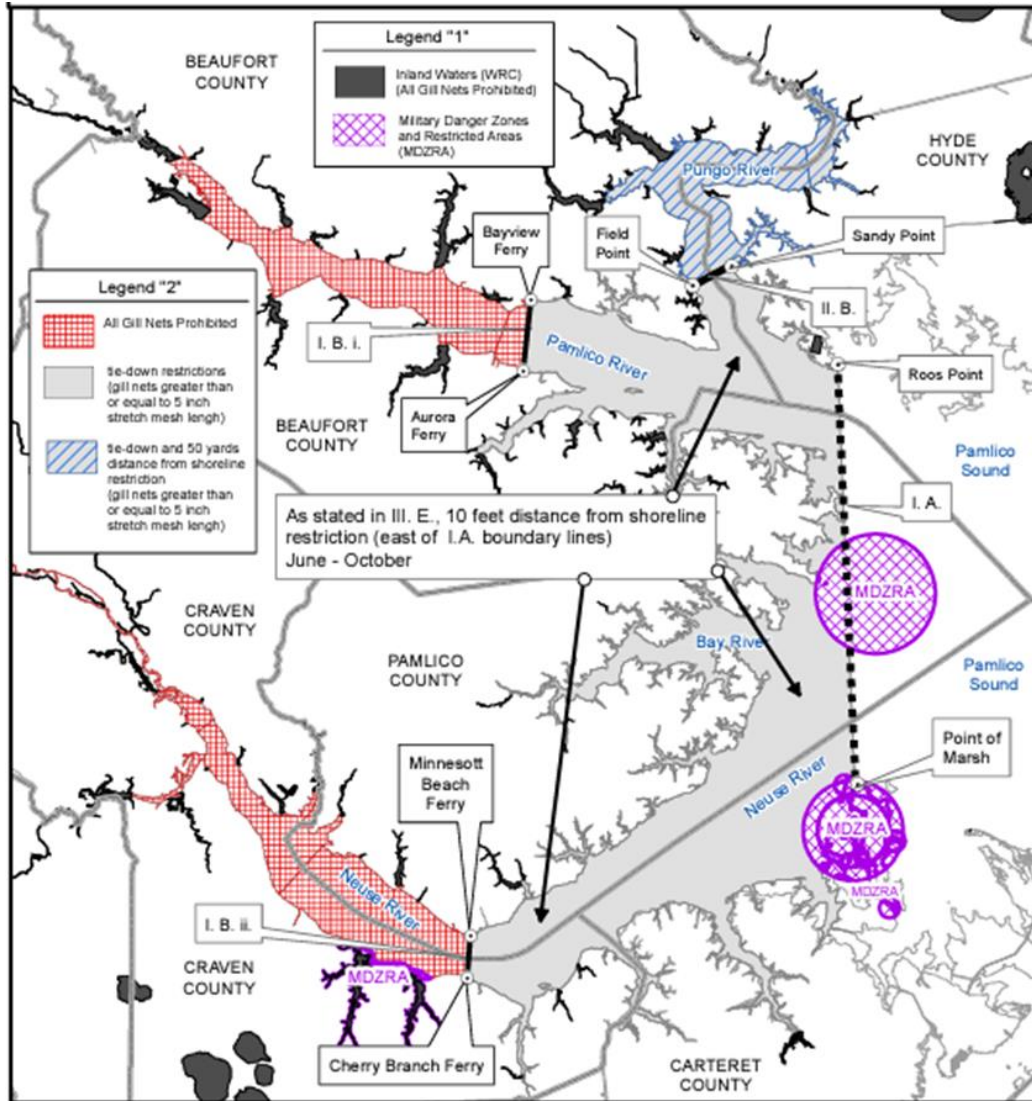 BEAUFORT
COUNTY
Legend "1"
Inland Waters (WRC)
(All Gill Nets Prohibited)
Military Danger Zones
and Restricted Areas
(MDZRA)
HYDE
COUNTY
Pungo River
Bayview
Ferry
Field
Point
Sandy Point
Legend "2"
All Gill Nets Prohibited
tie-down restrictions
(gill nets greater than
or equal to 5 inch
stretch mesh lengh)
tie-down and 50 yards
distance from shoreline
restriction
(gill nets greater than
or equal to 5 inch
stretch mesh lengh)
I. B. i.
II. B.
Pamlico River
Roos Point
Aurora
Ferry
BEAUFORT
COUNTY
Pamlico
Sound
I. A.
As stated in III. E., 10 feet distance from shoreline
restriction (east of I.A. boundary lines)
June - October
MDZRA
CRAVEN
COUNTY
Bay River
PAMLICO
COUNTY
Pamlico
Sound
Point of
Marsh
Minnesott
Beach
Ferry
Neuse River
MDZRA
MDZRA
Neuse River
I. B. ii.
CRAVEN
COUNTY
MDZRA
Cherry Branch Ferry
CARTERET
COUNTY